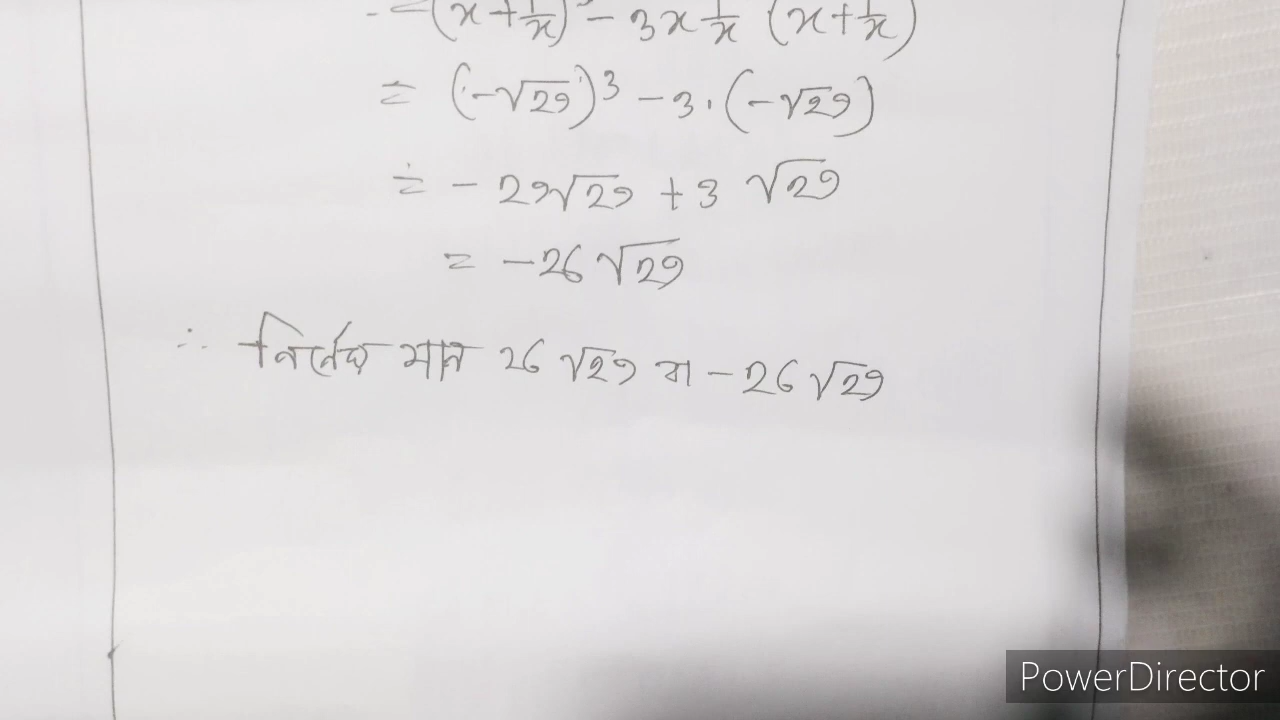 = (x + 1/x)³ - 3x 1/x (x + 1/x)
= (-√29)³ - 3.(-√29)
= - 29√29 + 3 √29
= -26 √29
∴ নির্ণেয় মান 26 √29 বা -26 √29
PowerDirector